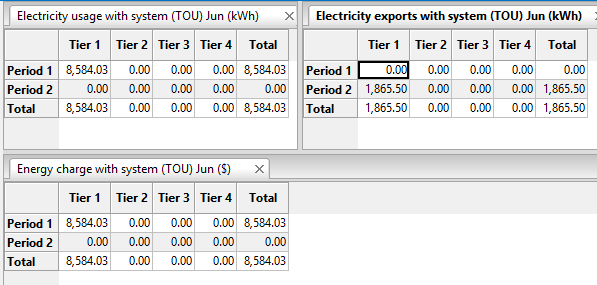 Electricity usage with system (TOU) Jun (kWh) ×
Tier 1 Tier 2 Tier 3 Tier 4 Total
Period 1 8,584.03 0.00 0.00 0.00 8,584.03
Period 2 0.00 0.00 0.00 0.00 0.00
Total 8,584.03 0.00 0.00 0.00 8,584.03
Electricity exports with system (TOU) Jun (kWh)
Tier 1 Tier 2 Tier 3 Tier 4 Total
Period 1 0.00 0.00 0.00 0.00 0.00
Period 2 1,865.50 0.00 0.00 0.00 1,865.50
Total 1,865.50 0.00 0.00 0.00 1,865.50
Energy charge with system (TOU) Jun ($) ×
Tier 1 Tier 2 Tier 3 Tier 4 Total
Period 1 8,584.03 0.00 0.00 0.00 8,584.03
Period 2 0.00 0.00 0.00 0.00 0.00
Total 8,584.03 0.00 0.00 0.00 8,584.03